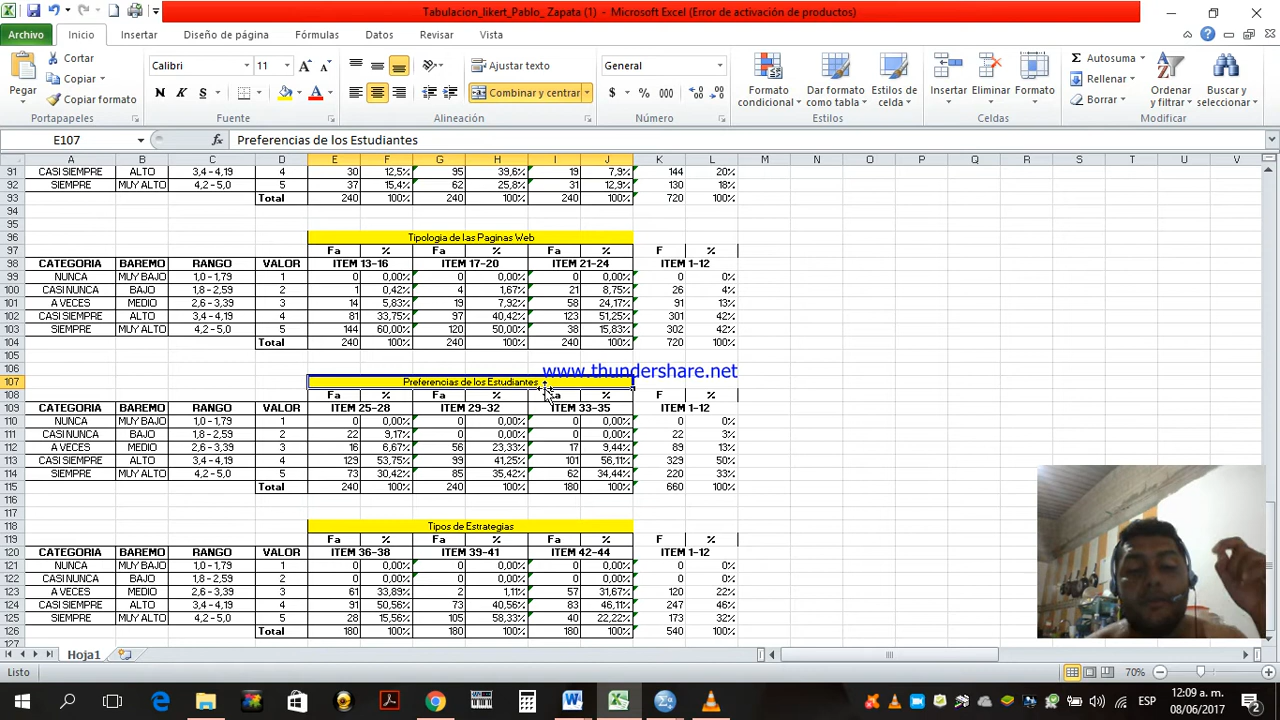 Tabulacion_likert_Pablo_ Zapata (1) - Microsoft Excel (Error de activación de productos)
Archivo Inicio Insertar Diseño de página Fórmulas Datos Revisar Vista
Cortar
Copiar
Copiar formato
Pegar
Portapapeles
Calibri 11
N K S
Fuente
Ajustar texto
Combinar y centrar
Alineación
General
$ % 000
Número
Formato condicional
Dar formato como tabla
Estilos de celda
Estilos
Insertar Eliminar Formato
Celdas
Autosuma
Rellenar
Borrar
Ordenar y filtrar
Buscar y seleccionar
Modificar
E107 fx Preferencias de los Estudiantes
A B C D E F G H I J K L M N O P Q R S T U V
91 CASI SIEMPRE ALTO 3,4 - 4,19 4 30 12,5% 95 39,6% 19 7,9% 144 20%
92 SIEMPRE MUY ALTO 4,2 - 5,0 5 37 15,4% 62 25,8% 31 12,9% 130 18%
93 Total 240 100% 240 100% 240 100% 720 100%
94
95
96 Tipologia de las Paginas Web
97 Fa % Fa % Fa % F %
98 CATEGORIA BAREMO RANGO VALOR ITEM 13-16 ITEM 17-20 ITEM 21-24 ITEM 1-12
99 NUNCA MUY BAJO 1,0 - 1,79 1 0 0,00% 0 0,00% 0 0,00% 0 0%
100 CASI NUNCA BAJO 1,8 - 2,59 2 1 0,42% 4 1,67% 21 8,75% 26 4%
101 A VECES MEDIO 2,6 - 3,39 3 14 5,83% 19 7,92% 58 24,17% 91 13%
102 CASI SIEMPRE ALTO 3,4 - 4,19 4 81 33,75% 97 40,42% 123 51,25% 301 42%
103 SIEMPRE MUY ALTO 4,2 - 5,0 5 144 60,00% 120 50,00% 38 15,83% 302 42%
104 Total 240 100% 240 100% 240 100% 720 100%
105
106 www.thundershare.net
107 Preferencias de los Estudiantes
108 Fa % Fa % Fa % F %
109 CATEGORIA BAREMO RANGO VALOR ITEM 25-28 ITEM 29-32 ITEM 33-35 ITEM 1-12
110 NUNCA MUY BAJO 1,0 - 1,79 1 0 0,00% 0 0,00% 0 0,00% 0 0%
111 CASI NUNCA BAJO 1,8 - 2,59 2 22 9,17% 0 0,00% 0 0,00% 22 3%
112 A VECES MEDIO 2,6 - 3,39 3 16 6,67% 56 23,33% 17 9,44% 89 13%
113 CASI SIEMPRE ALTO 3,4 - 4,19 4 129 53,75% 99 41,25% 101 56,11% 329 50%
114 SIEMPRE MUY ALTO 4,2 - 5,0 5 73 30,42% 85 35,42% 62 34,44% 220 33%
115 Total 240 100% 240 100% 180 100% 660 100%
116
117
118 Tipos de Estrategias
119 Fa % Fa % Fa % F %
120 CATEGORIA BAREMO RANGO VALOR ITEM 36-38 ITEM 39-41 ITEM 42-44 ITEM 1-12
121 NUNCA MUY BAJO 1,0 - 1,79 1 0 0,00% 0 0,00% 0 0,00% 0 0%
122 CASI NUNCA BAJO 1,8 - 2,59 2 0 0,00% 0 0,00% 0 0,00% 0 0%
123 A VECES MEDIO 2,6 - 3,39 3 61 33,89% 2 1,11% 57 31,67% 120 22%
124 CASI SIEMPRE ALTO 3,4 - 4,19 4 91 50,56% 73 40,56% 83 46,11% 247 46%
125 SIEMPRE MUY ALTO 4,2 - 5,0 5 28 15,56% 105 58,33% 40 22,22% 173 32%
126 Total 180 100% 180 100% 180 100% 540 100%
127
Hoja1
Listo 70%
ESP 12:09 a. m.
08/06/2017